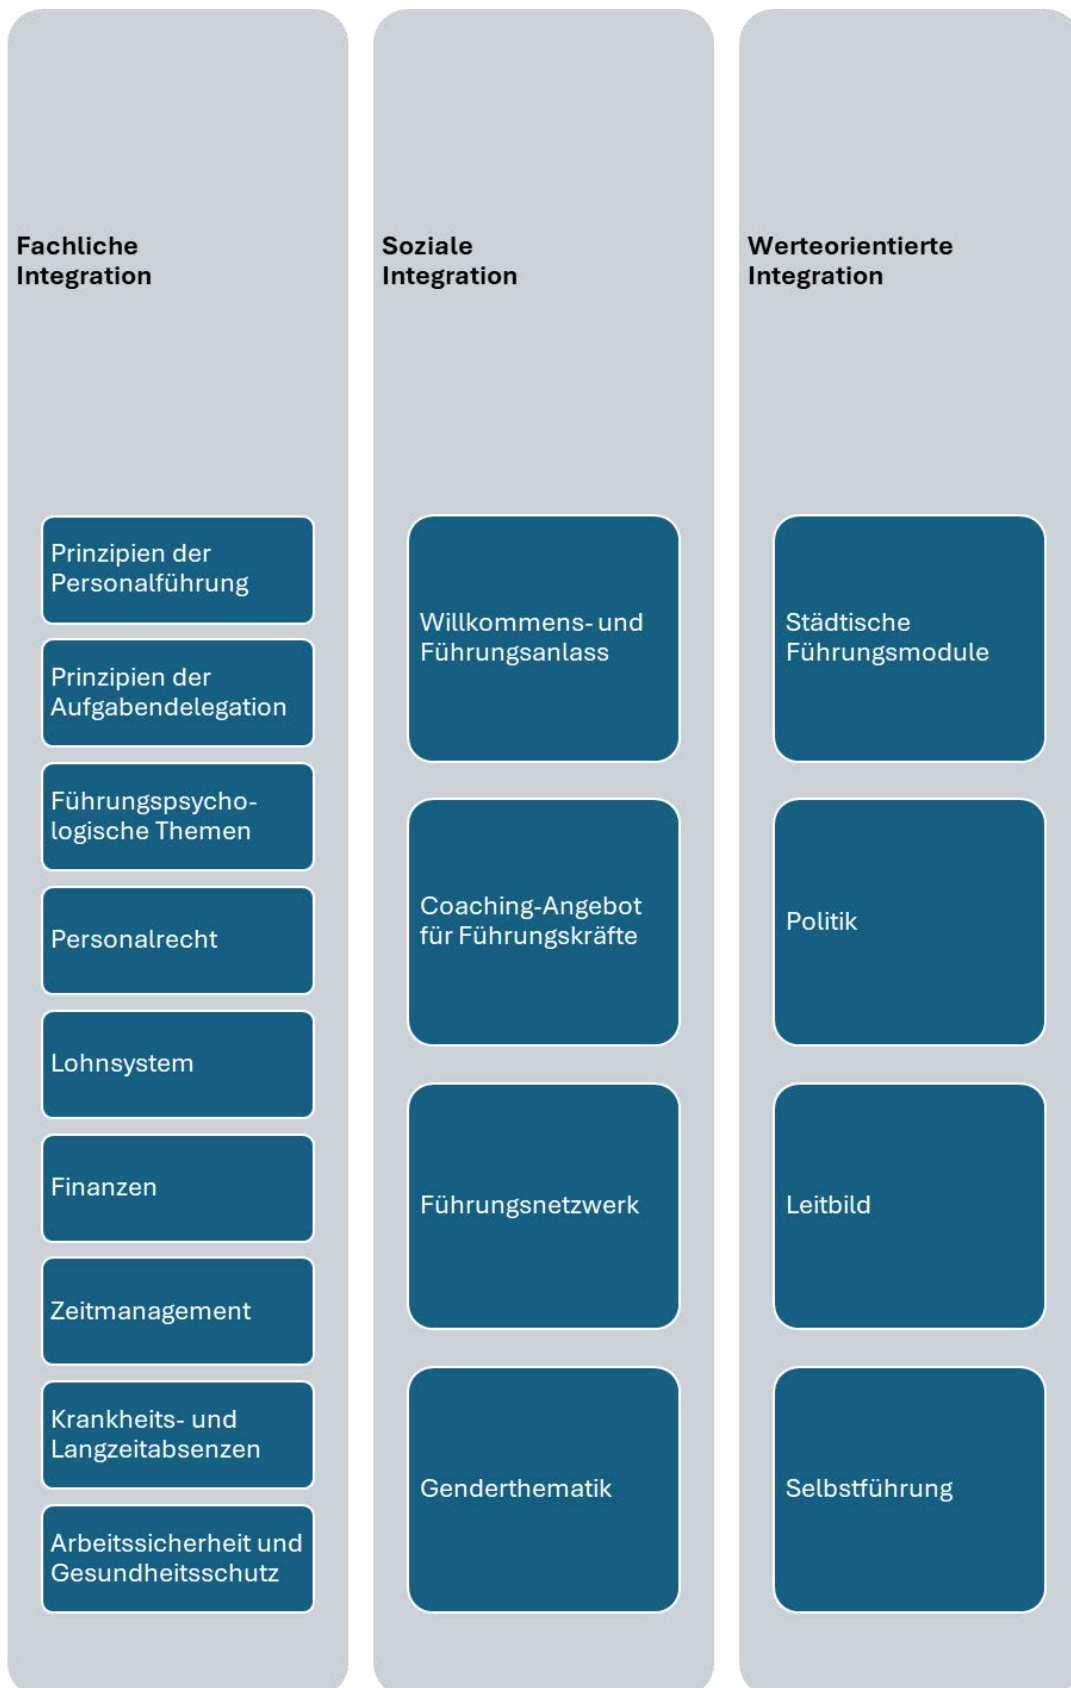 Fachliche
Integration
Prinzipien der
Personalführung
Prinzipien der
Aufgabendelegation
Führungspsycho-
logische Themen
Personalrecht
Lohnsystem
Finanzen
Zeitmanagement
Krankheits- und
Langzeitabsenzen
Arbeitssicherheit und
Gesundheitsschutz
Soziale
Integration
Willkommens- und
Führungsanlass
Coaching-Angebot
für Führungskräfte
Führungsnetzwerk
Genderthematik
Werteorientierte
Integration
Städtische
Führungsmodule
Politik
Leitbild
Selbstführung